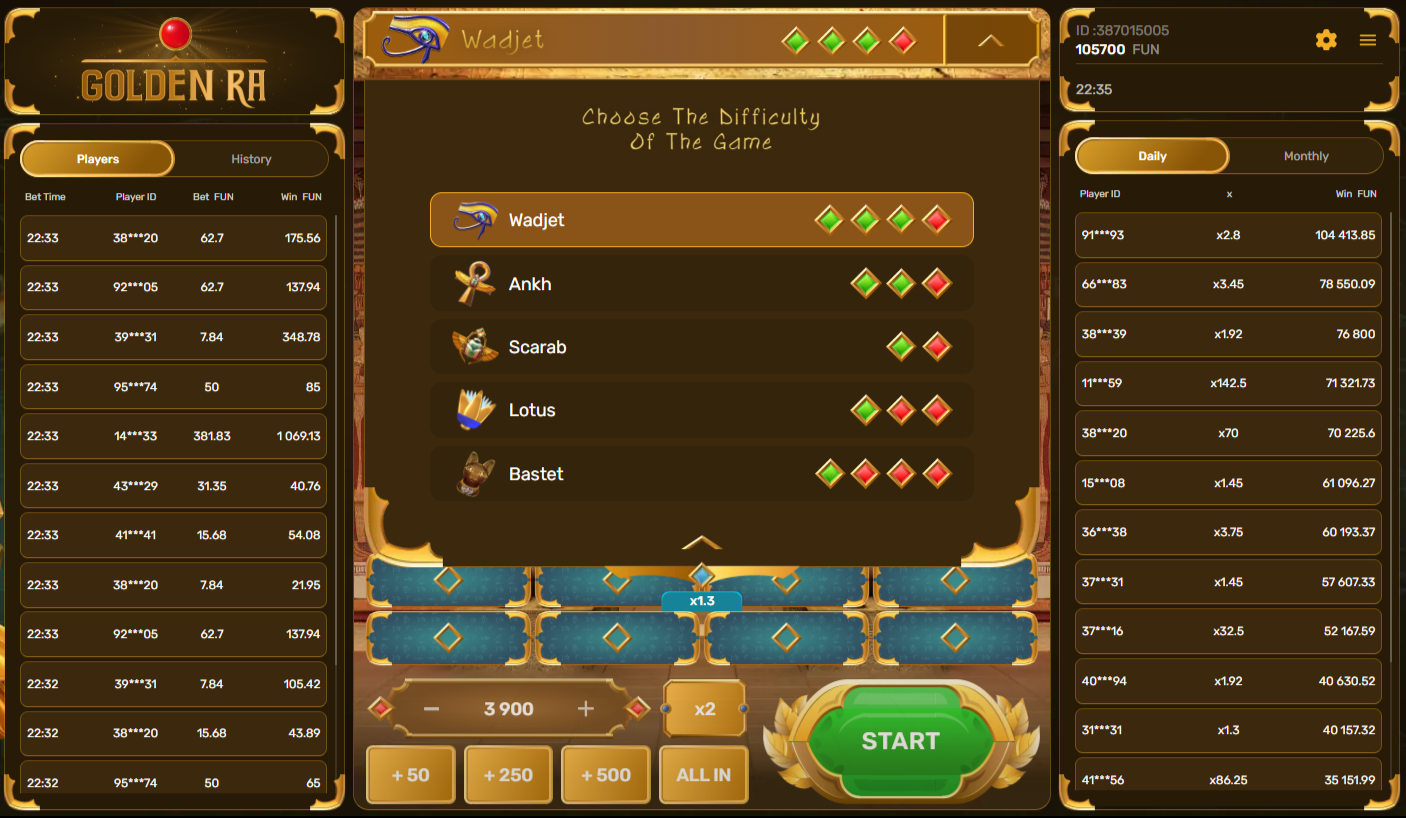 GOLDEN RA
Players
History
Bet Time Player ID Bet FUN Win FUN
22:33 38***20 62.7 175.56
22:33 92***05 62.7 137.94
22:33 39***31 7.84 348.78
22:33 95***74 50 85
22:33 14***33 381.83 1 069.13
22:33 43***29 31.35 40.76
22:33 41***41 15.68 54.08
22:33 38***20 7.84 21.95
22:33 92***05 62.7 137.94
22:32 39***31 7.84 105.42
22:32 38***20 15.68 43.89
22:32 95***74 50 65
Wadjet
Choose The Difficulty
Of The Game
Wadjet
Ankh
Scarab
Lotus
Bastet
x1.3
− 3 900 +
x2
+ 50
+ 250
+ 500
ALL IN
START
ID :387015005
105700 FUN
22:35
Daily
Monthly
Player ID x Win FUN
91***93 x2.8 104 413.85
66***83 x3.45 78 550.09
38***39 x1.92 76 800
11***59 x142.5 71 321.73
38***20 x70 70 225.6
15***08 x1.45 61 096.27
36***38 x3.75 60 193.37
37***31 x1.45 57 607.33
37***16 x32.5 52 167.59
40***94 x1.92 40 630.52
31***31 x1.3 40 157.32
41***56 x86.25 35 151.99